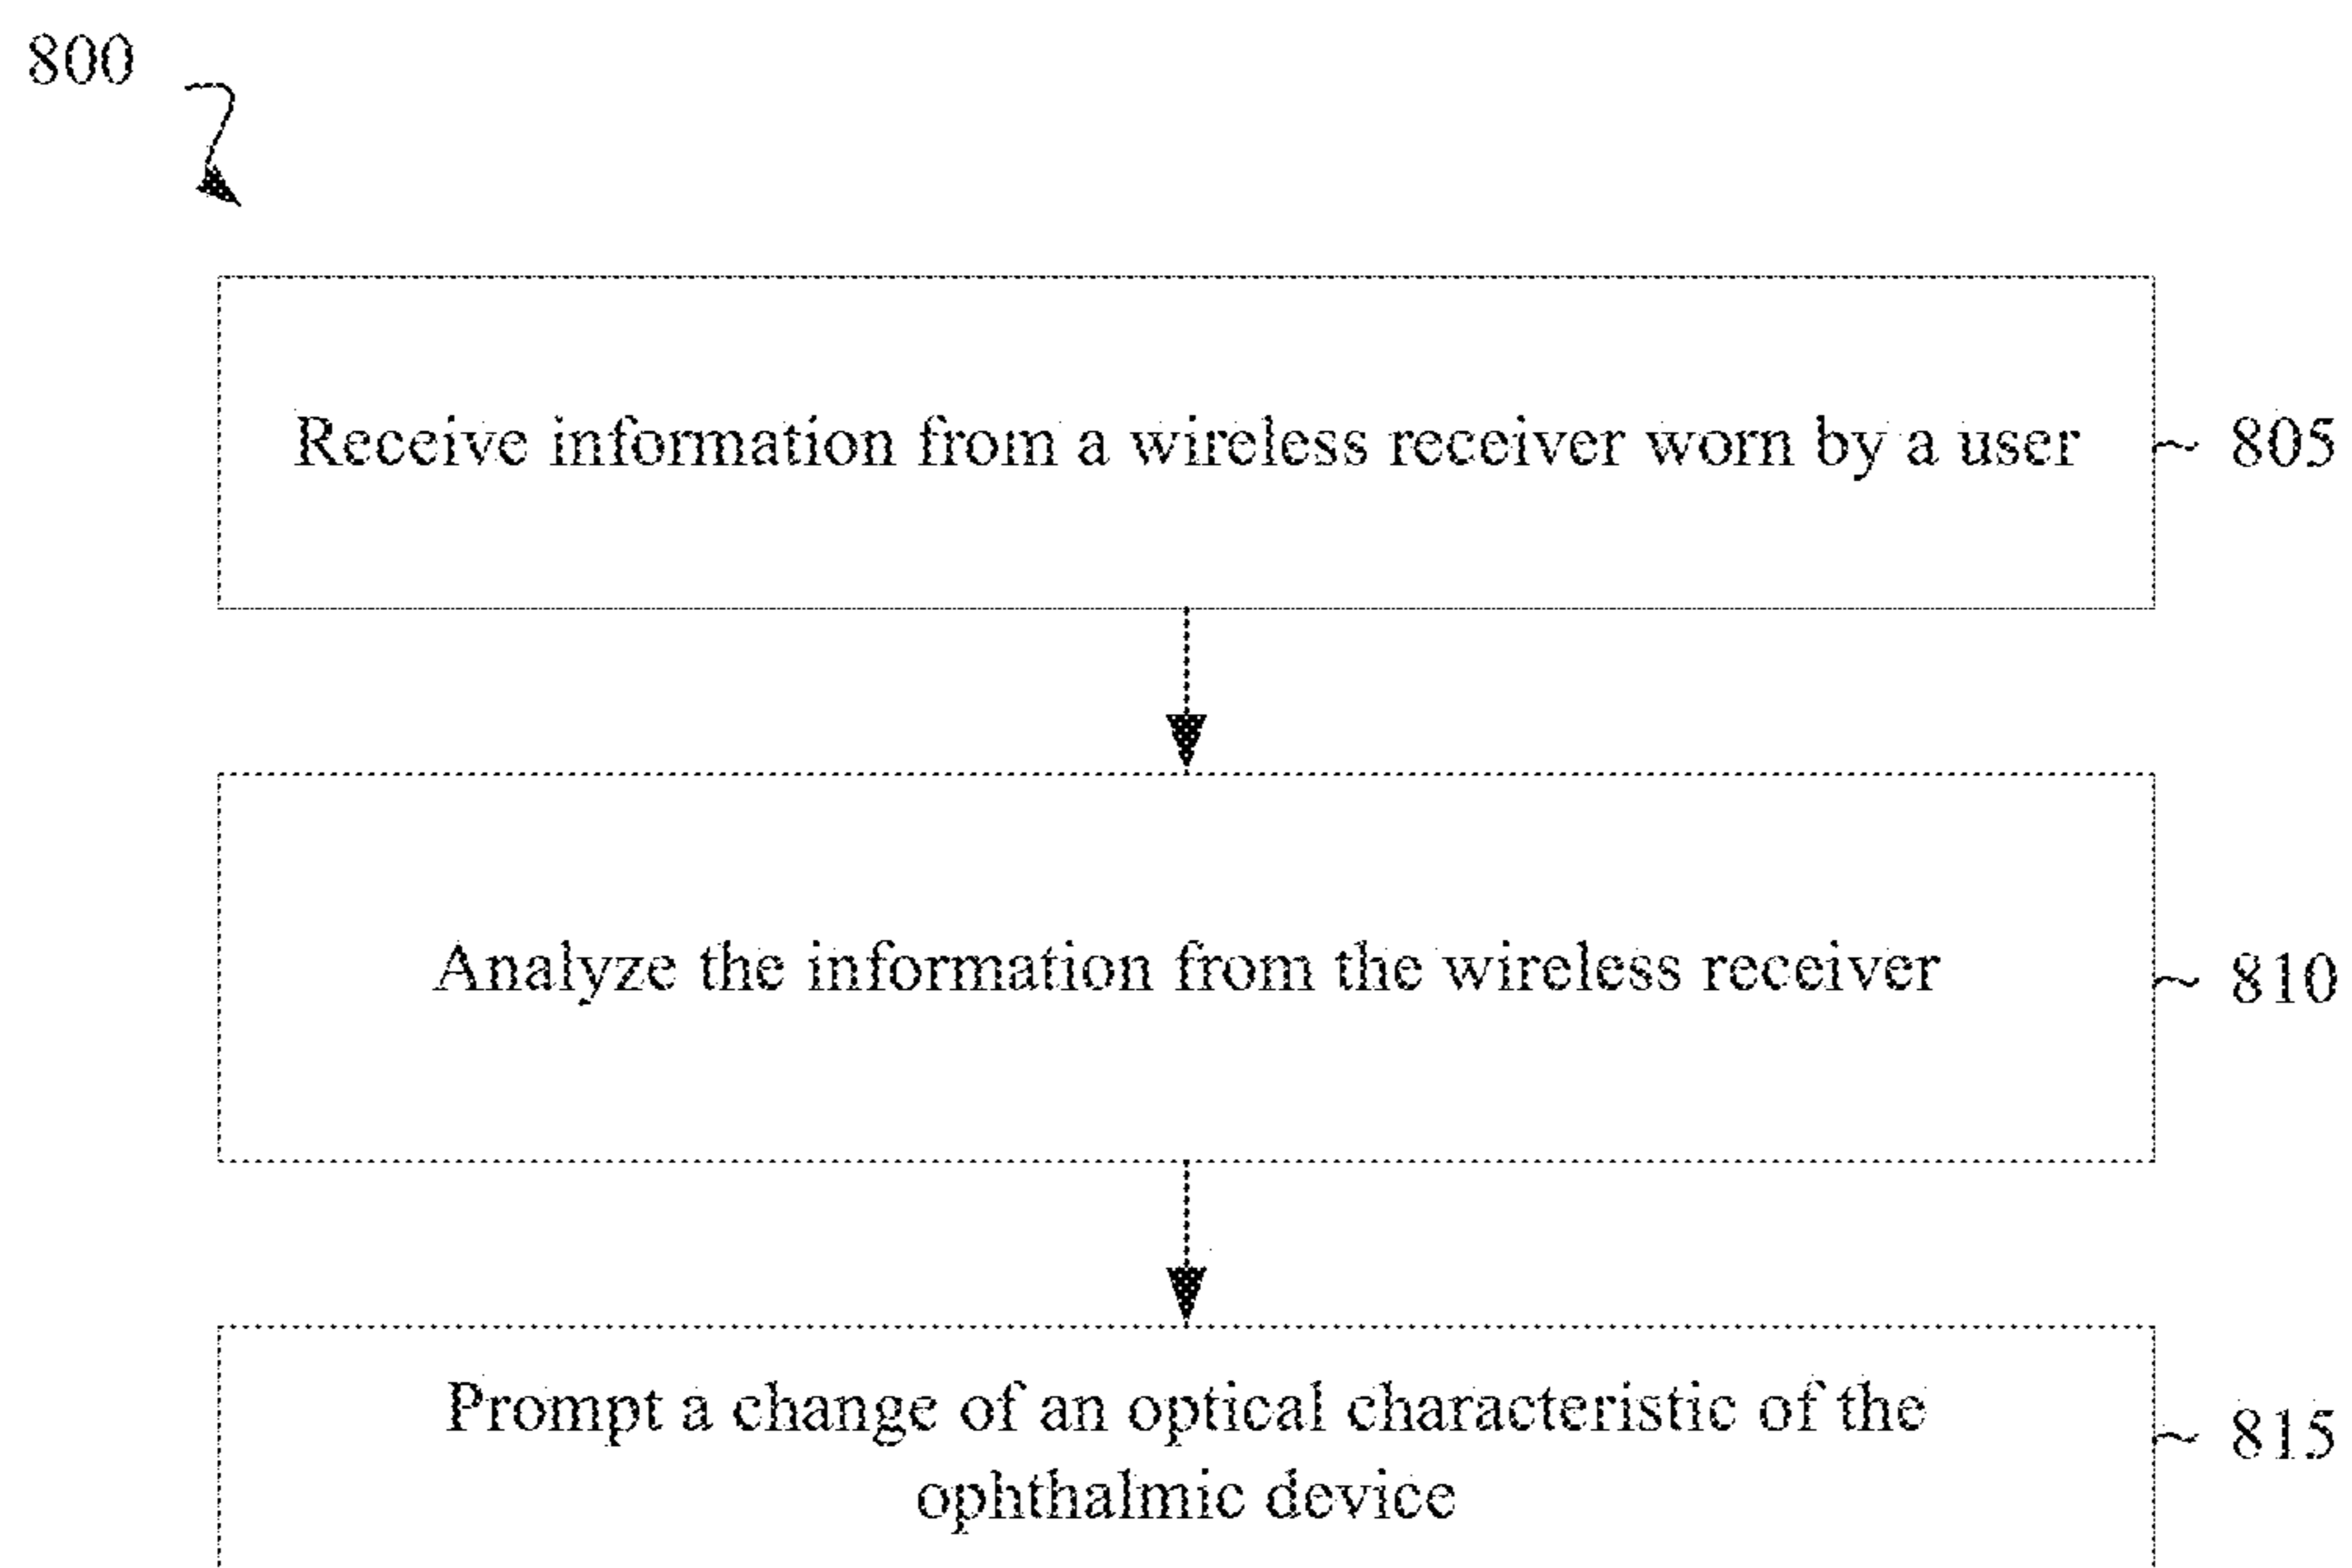 800
Receive information from a wireless receiver worn by a user
~ 805
Analyze the information from the wireless receiver
~ 810
Prompt a change of an optical characteristic of the
ophthalmic device
~ 815